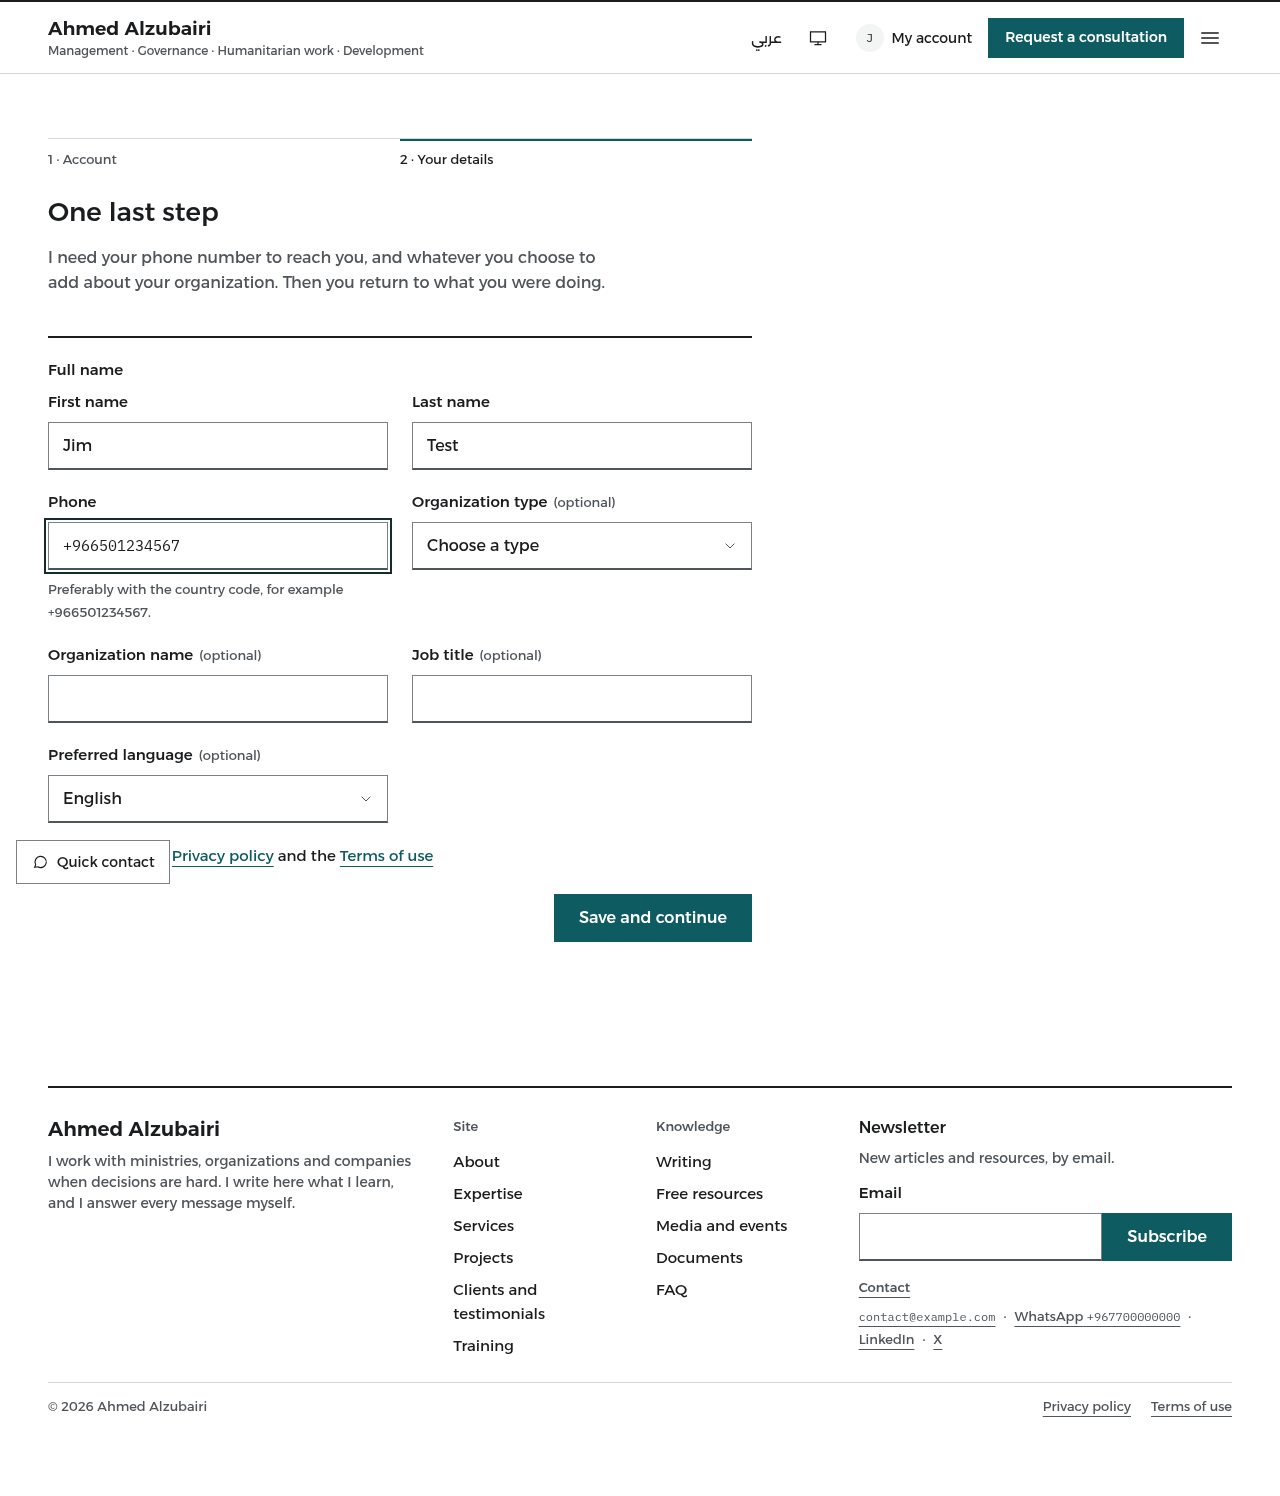 Ahmed Alzubairi
Management · Governance · Humanitarian work · Development
عربي
J
My account
Request a consultation
1 · Account
2 · Your details
One last step
I need your phone number to reach you, and whatever you choose to
add about your organization. Then you return to what you were doing.
Full name
First name
Last name
Jim
Test
Phone
Organization type (optional)
+966501234567
Choose a type
Preferably with the country code, for example
+966501234567.
Organization name (optional)
Job title (optional)
Preferred language (optional)
English
Quick contact
Privacy policy and the Terms of use
Save and continue
Ahmed Alzubairi
I work with ministries, organizations and companies
when decisions are hard. I write here what I learn,
and I answer every message myself.
Site
About
Expertise
Services
Projects
Clients and
testimonials
Training
Knowledge
Writing
Free resources
Media and events
Documents
FAQ
Newsletter
New articles and resources, by email.
Email
Subscribe
Contact
contact@example.com · WhatsApp +967700000000 ·
LinkedIn · X
© 2026 Ahmed Alzubairi
Privacy policy
Terms of use